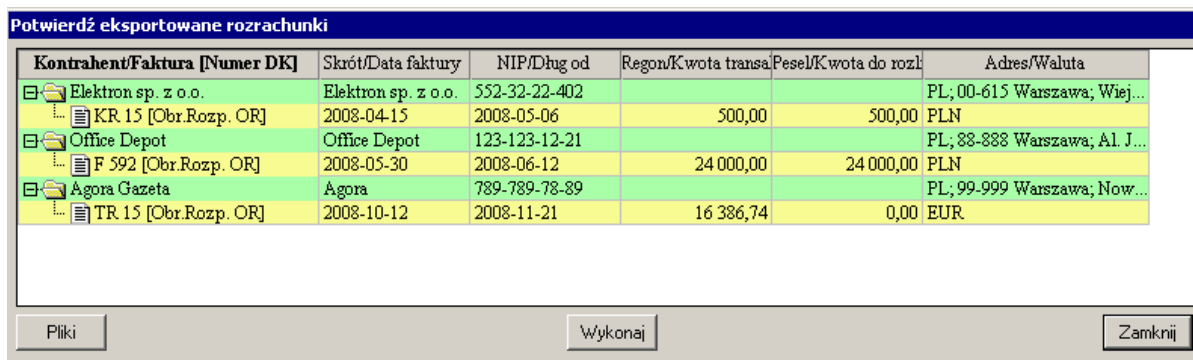 Potwierdź eksportowane rozrachunki
Kontrahent/Faktura [Numer DK] Skrót/Data faktury NIP/Dług od Regon/Kwota transa Pesel/Kwota do rozl Adres/Waluta
Elektron sp. z o.o. Elektron sp. z o.o. 552-32-22-402 PL; 00-615 Warszawa; Wiej...
KR 15 [Obr.Rozp. OR] 2008-04-15 2008-05-06 500,00 500,00 PLN
Office Depot Office Depot 123-123-12-21 PL; 88-888 Warszawa; Al. J...
F 592 [Obr.Rozp. OR] 2008-05-30 2008-06-12 24 000,00 24 000,00 PLN
Agora Gazeta Agora 789-789-78-89 PL; 99-999 Warszawa; Now...
TR 15 [Obr.Rozp. OR] 2008-10-12 2008-11-21 16 386,74 0,00 EUR
Pliki Wykonaj Zamknij